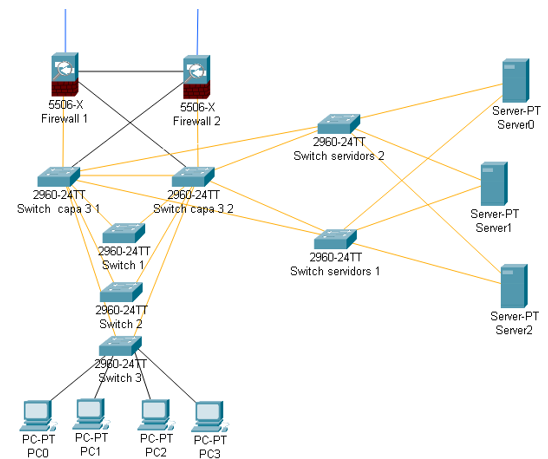 5506-X
Firewall 1
5506-X
Firewall 2
2960-24TT
Switch servidors 2
Server-PT
Server0
2960-24TT
Switch  capa 3 1
2960-24TT
Switch capa 3 2
Server-PT
Server1
2960-24TT
Switch 1
2960-24TT
Switch servidors 1
2960-24TT
Switch 2
Server-PT
Server2
2960-24TT
Switch 3
PC-PT
PC0
PC-PT
PC1
PC-PT
PC2
PC-PT
PC3